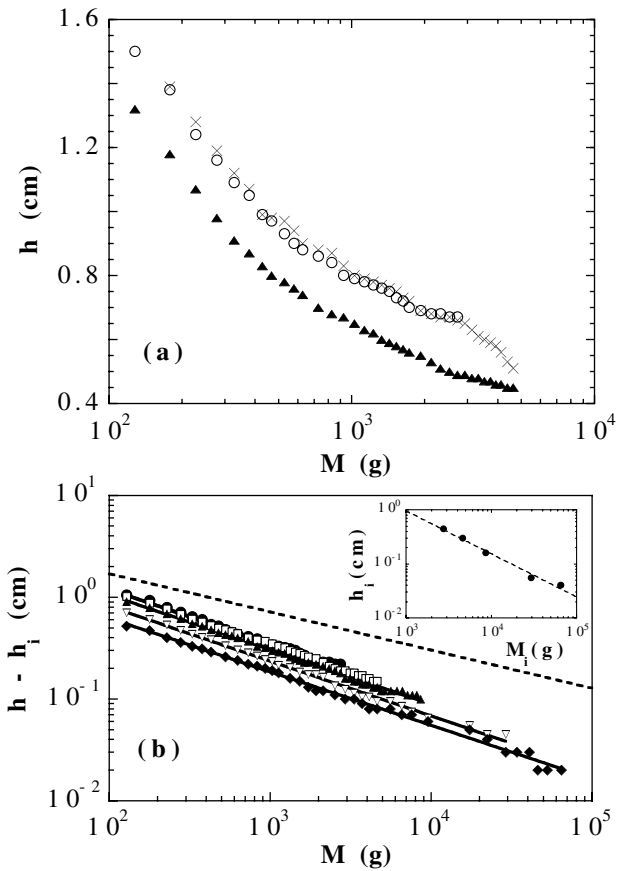 1.6
1.2
0.8
0.4
h (cm)
(a)
10^2 10^3 10^4
M (g)
10^1
10^0
10^-1
10^-2
h - h_i (cm)
(b)
10^2 10^3 10^4 10^5
M (g)
10^0
10^-1
10^-2
h_i(cm)
10^3 10^4 10^5
M_i(g)